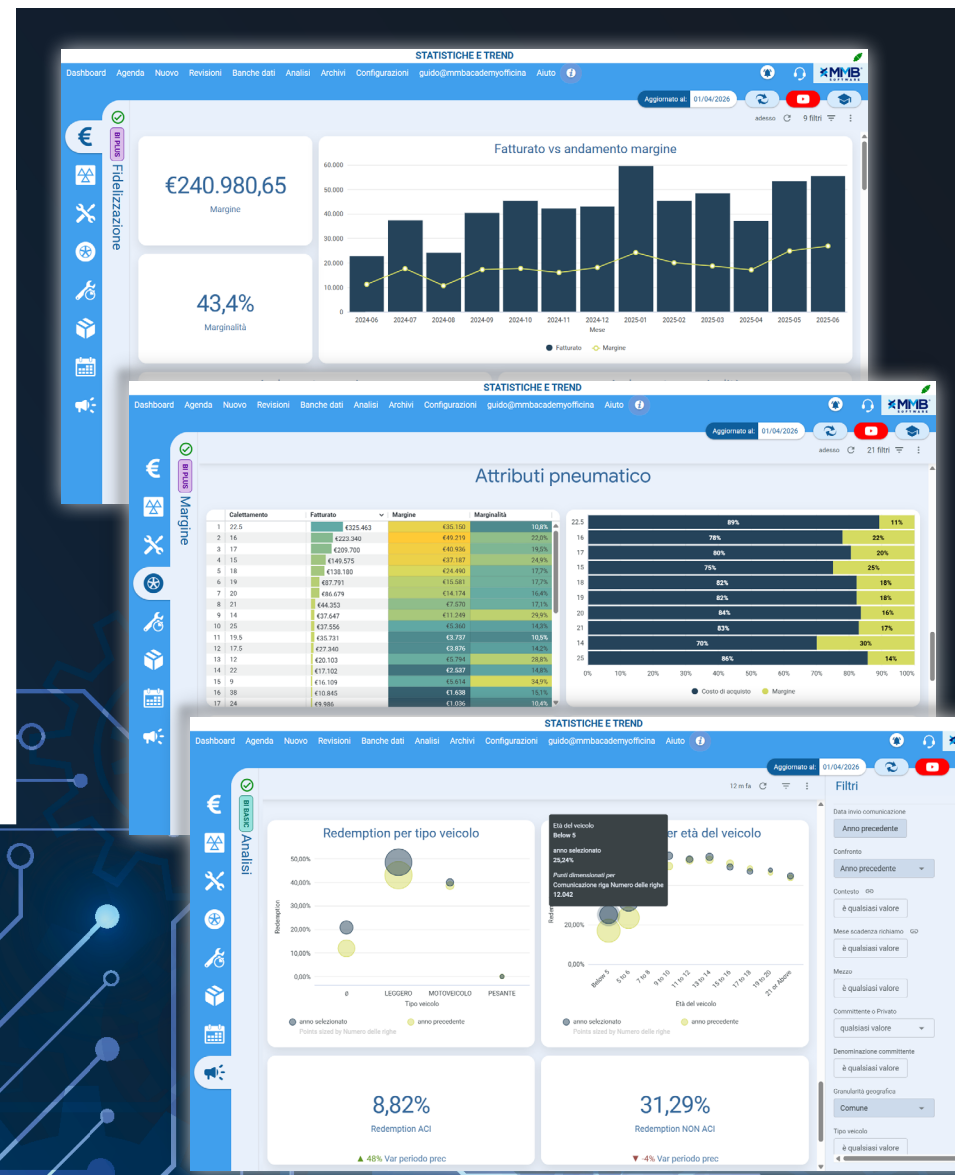 STATISTICHE E TREND
Dashboard Agenda Nuovo Revisioni Banche dati Analisi Archivi Configurazioni guido@mmbacademyofficina Aiuto i
MMB
SOFTWARE
Aggiornato al: 01/04/2026
adesso 9 filtri
BI PLUS
Fidelizzazione
€240.980,65
Margine
43,4%
Marginalità
Fatturato vs andamento margine
60.000
50.000
40.000
30.000
20.000
10.000
0
2024-06 2024-07 2024-08 2024-09 2024-10 2024-11 2024-12 2025-01 2025-02 2025-03 2025-04 2025-05 2025-06
Mese
Fatturato Margine
STATISTICHE E TREND
Dashboard Agenda Nuovo Revisioni Banche dati Analisi Archivi Configurazioni guido@mmbacademyofficina Aiuto i
MMB
SOFTWARE
Aggiornato al: 01/04/2026
adesso 21 filtri
BI PLUS
Margine
Attributi pneumatico
Calettamento Fatturato Margine Marginalità
1 22.5 €325.463 €35.150 10,8%
2 16 €223.340 €49.219 22,0%
3 17 €209.700 €40.936 19,5%
4 15 €149.575 €37.187 24,9%
5 18 €138.180 €24.490 17,7%
6 19 €87.791 €15.581 17,7%
7 20 €86.679 €14.174 16,4%
8 21 €44.353 €7.570 17,1%
9 14 €37.647 €11.249 29,9%
10 25 €37.556 €5.360 14,3%
11 19.5 €35.731 €3.737 10,5%
12 17.5 €27.340 €3.876 14,2%
13 12 €20.103 €5.794 28,8%
14 22 €17.102 €2.537 14,8%
15 9 €16.109 €5.614 34,9%
16 38 €10.845 €1.638 15,1%
17 24 €9.986 €1.036 10,4%
22.5 89% 11%
16 78% 22%
17 80% 20%
15 75% 25%
18 82% 18%
19 82% 18%
20 84% 16%
21 83% 17%
14 70% 30%
25 86% 14%
0% 10% 20% 30% 40% 50% 60% 70% 80% 90% 100%
Costo di acquisto Margine
STATISTICHE E TREND
Dashboard Agenda Nuovo Revisioni Banche dati Analisi Archivi Configurazioni guido@mmbacademyofficina Aiuto i
Aggiornato al: 01/04/2026
12 m fa
BI BASIC
Analisi
Redemption per tipo veicolo
50,00%
40,00%
30,00%
20,00%
10,00%
0,00%
Redemption
ø LEGGERO MOTOVEICOLO PESANTE
Tipo veicolo
anno selezionato anno precedente
Points sized by Numero delle righe
er età del veicolo
Età del veicolo
Below 5
anno selezionato
25,24%
Punti dimensionati per
Comunicazione riga Numero delle righe
12.042
20,00%
0,00%
Below 5 5 to 6 7 to 8 9 to 10 11 to 12 13 to 14 15 to 16 17 to 18 19 to 20 21 or Above
Età del veicolo
anno selezionato anno precedente
Points sized by Numero delle righe
8,82%
Redemption ACI
▲ 48% Var periodo prec
31,29%
Redemption NON ACI
▼ -4% Var periodo prec
Filtri
Data invio comunicazione
Anno precedente
Confronto
Anno precedente
Contesto
è qualsiasi valore
Mese scadenza richiamo
è qualsiasi valore
Mezzo
è qualsiasi valore
Committente o Privato
qualsiasi valore
Denominazione committente
è qualsiasi valore
Granularità geografica
Comune
Tipo veicolo
è qualsiasi valore